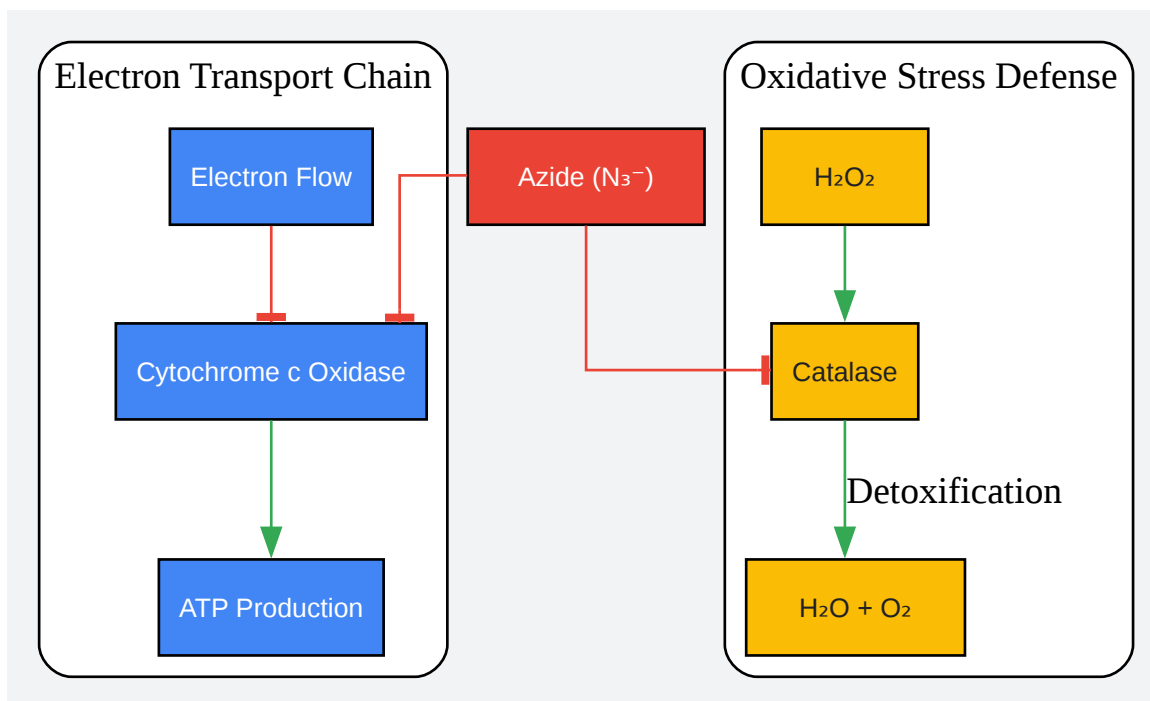 Electron Transport Chain
Oxidative Stress Defense
Electron Flow
Azide (N₃⁻)
H₂O₂
Cytochrome c Oxidase
Catalase
Detoxification
ATP Production
H₂O + O₂